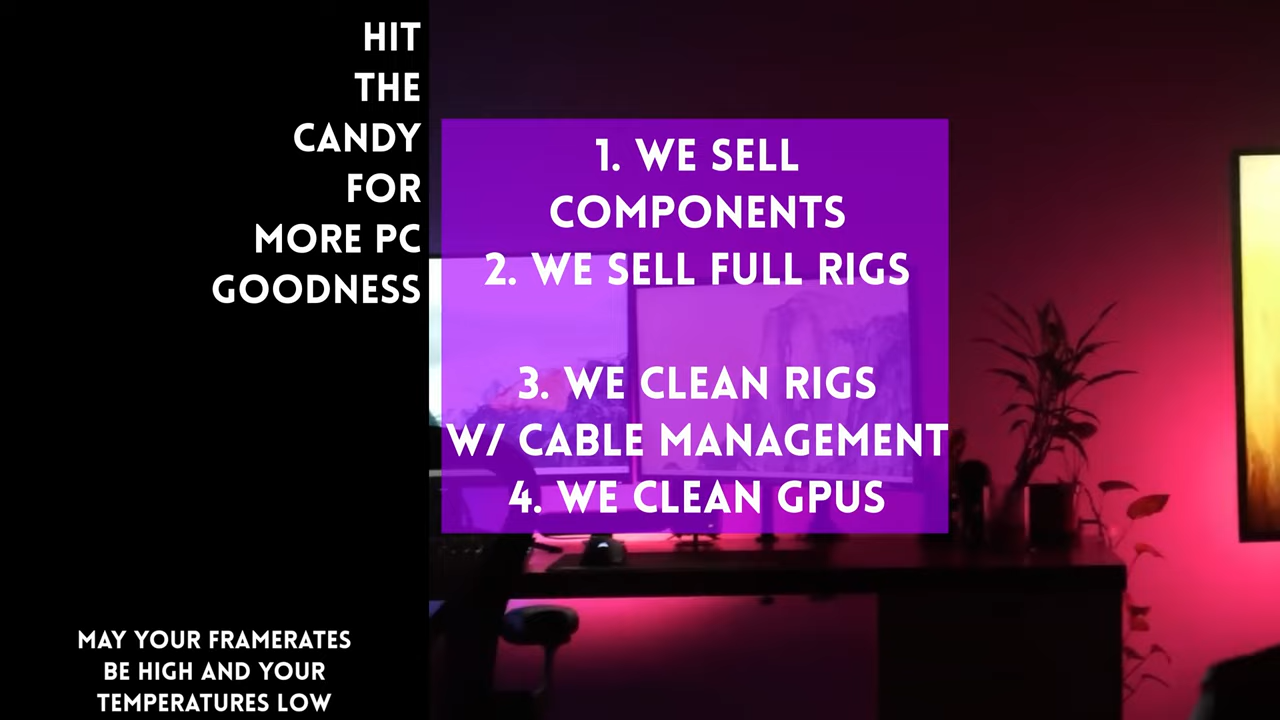 HIT
THE
CANDY
FOR
MORE PC
GOODNESS
1. WE SELL
COMPONENTS
2. WE SELL FULL RIGS
3. WE CLEAN RIGS
W/ CABLE MANAGEMENT
4. WE CLEAN GPUS
MAY YOUR FRAMERATES
BE HIGH AND YOUR
TEMPERATURES LOW